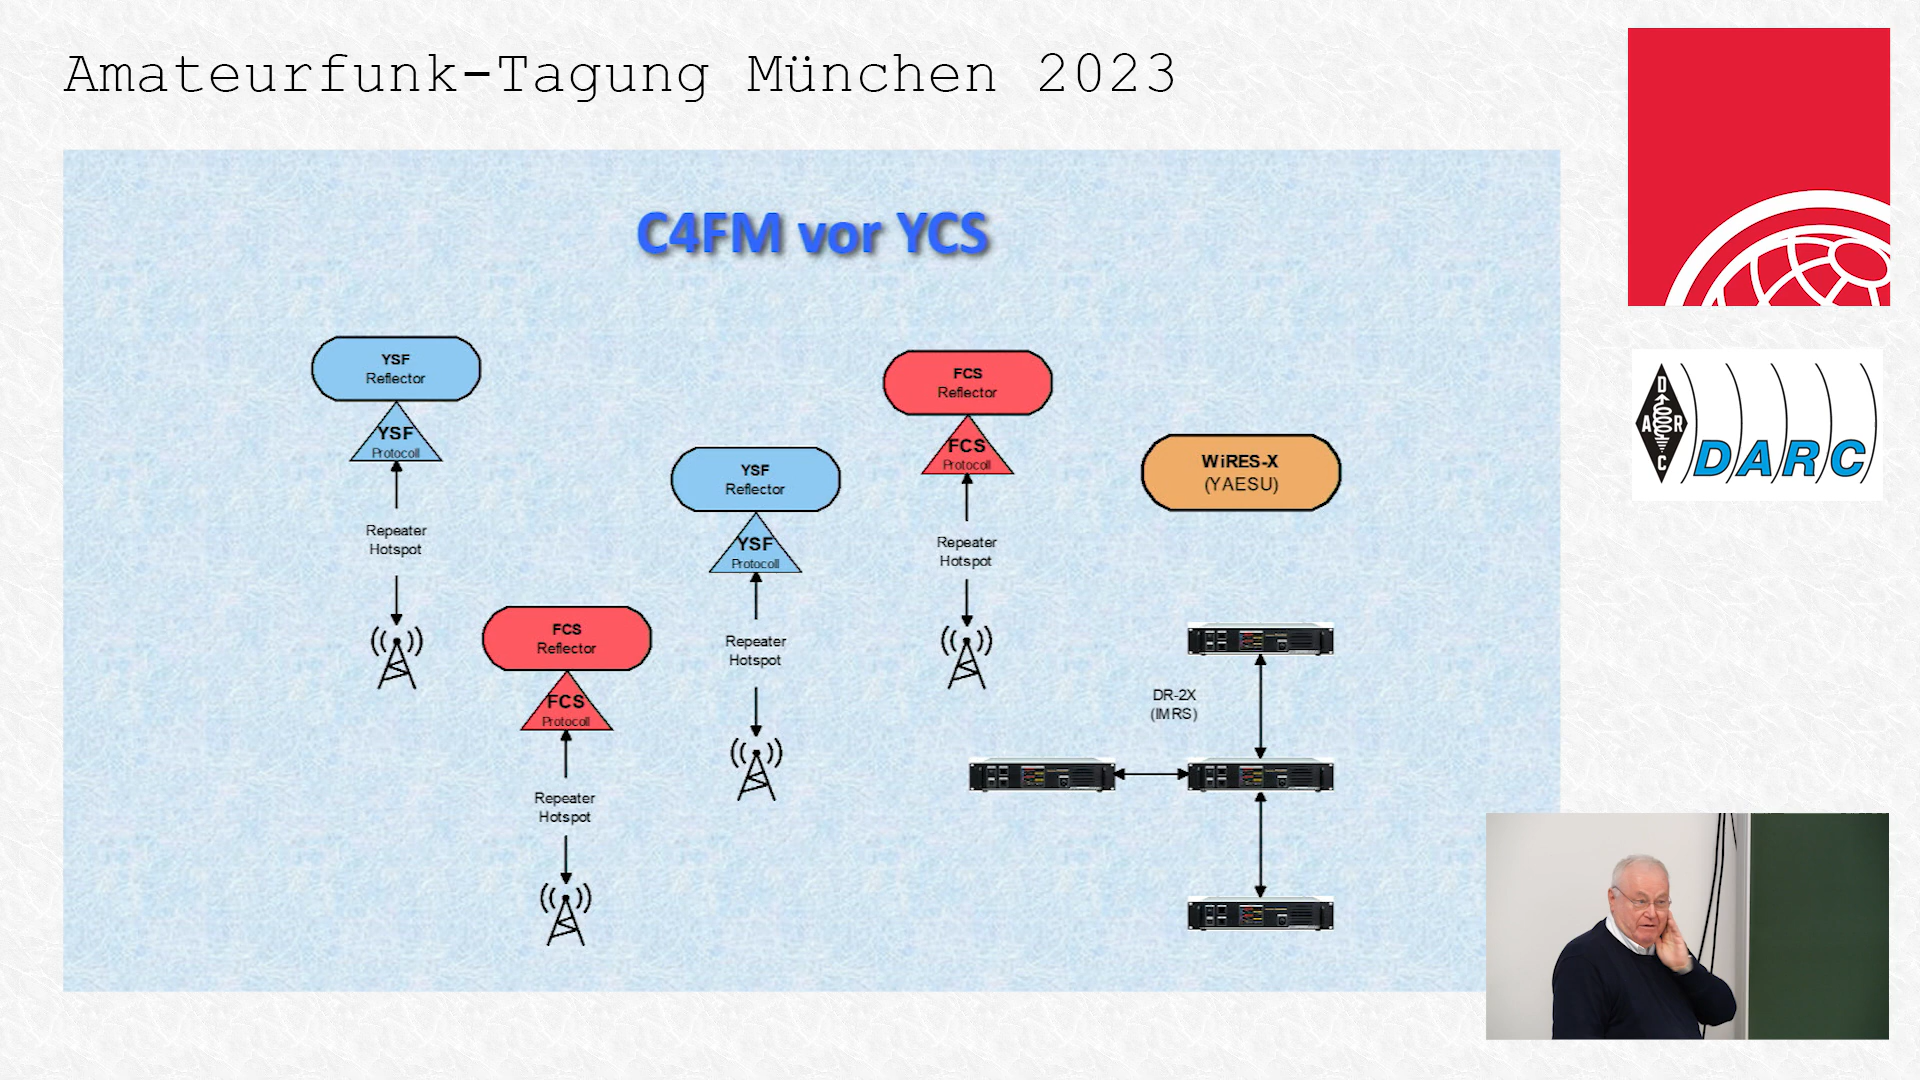 Amateurfunk-Tagung München 2023
C4FM vor YCS
YSF
Reflector
YSF
Protocoll
Repeater
Hotspot
FCS
Reflector
FCS
Protocoll
Repeater
Hotspot
YSF
Reflector
YSF
Protocoll
Repeater
Hotspot
FCS
Reflector
FCS
Protocoll
Repeater
Hotspot
WiRES-X
(YAESU)
DR-2X
(IMRS)
D
A R
C
DARC